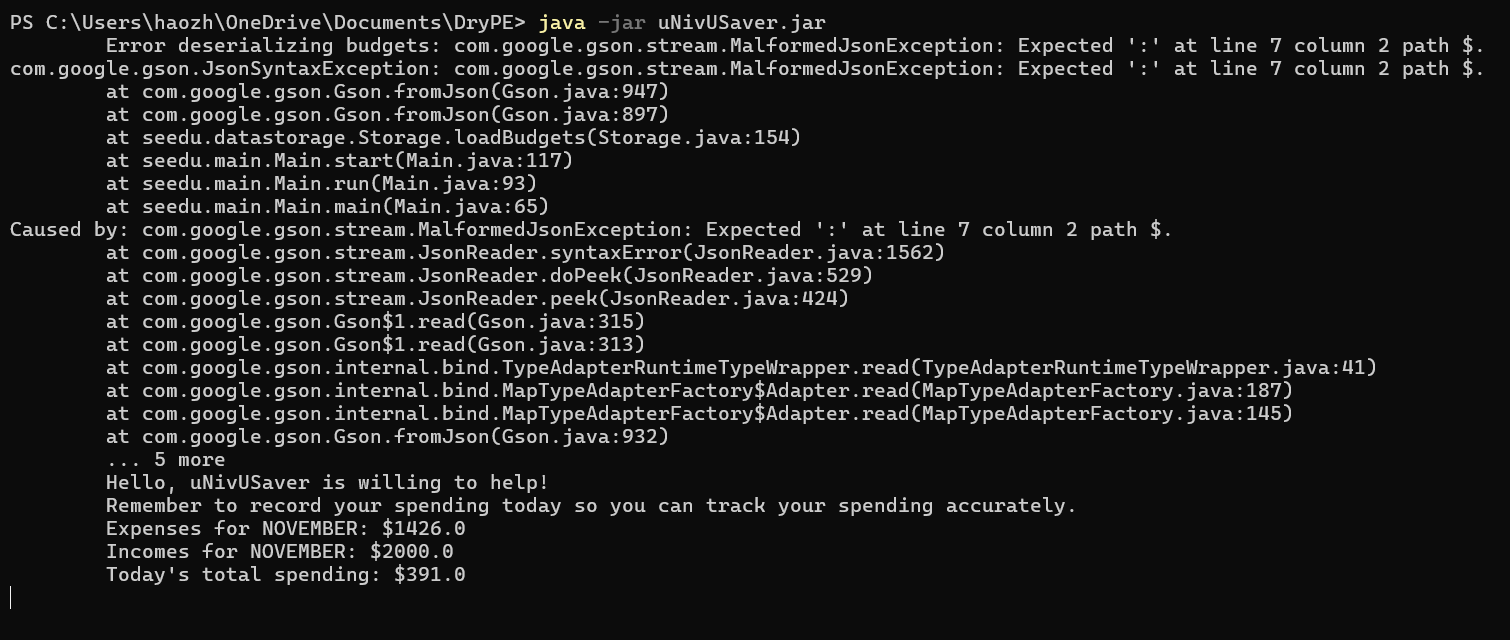 PS C:\Users\haozh\OneDrive\Documents\DryPE> java -jar uNivUSaver.jar
Error deserializing budgets: com.google.gson.stream.MalformedJsonException: Expected ':' at line 7 column 2 path $.
com.google.gson.JsonSyntaxException: com.google.gson.stream.MalformedJsonException: Expected ':' at line 7 column 2 path $.
at com.google.gson.Gson.fromJson(Gson.java:947)
at com.google.gson.Gson.fromJson(Gson.java:897)
at seedu.datastorage.Storage.loadBudgets(Storage.java:154)
at seedu.main.Main.start(Main.java:117)
at seedu.main.Main.run(Main.java:93)
at seedu.main.Main.main(Main.java:65)
Caused by: com.google.gson.stream.MalformedJsonException: Expected ':' at line 7 column 2 path $.
at com.google.gson.stream.JsonReader.syntaxError(JsonReader.java:1562)
at com.google.gson.stream.JsonReader.doPeek(JsonReader.java:529)
at com.google.gson.stream.JsonReader.peek(JsonReader.java:424)
at com.google.gson.Gson$1.read(Gson.java:315)
at com.google.gson.Gson$1.read(Gson.java:313)
at com.google.gson.internal.bind.TypeAdapterRuntimeTypeWrapper.read(TypeAdapterRuntimeTypeWrapper.java:41)
at com.google.gson.internal.bind.MapTypeAdapterFactory$Adapter.read(MapTypeAdapterFactory.java:187)
at com.google.gson.internal.bind.MapTypeAdapterFactory$Adapter.read(MapTypeAdapterFactory.java:145)
at com.google.gson.Gson.fromJson(Gson.java:932)
... 5 more
Hello, uNivUSaver is willing to help!
Remember to record your spending today so you can track your spending accurately.
Expenses for NOVEMBER: $1426.0
Incomes for NOVEMBER: $2000.0
Today's total spending: $391.0